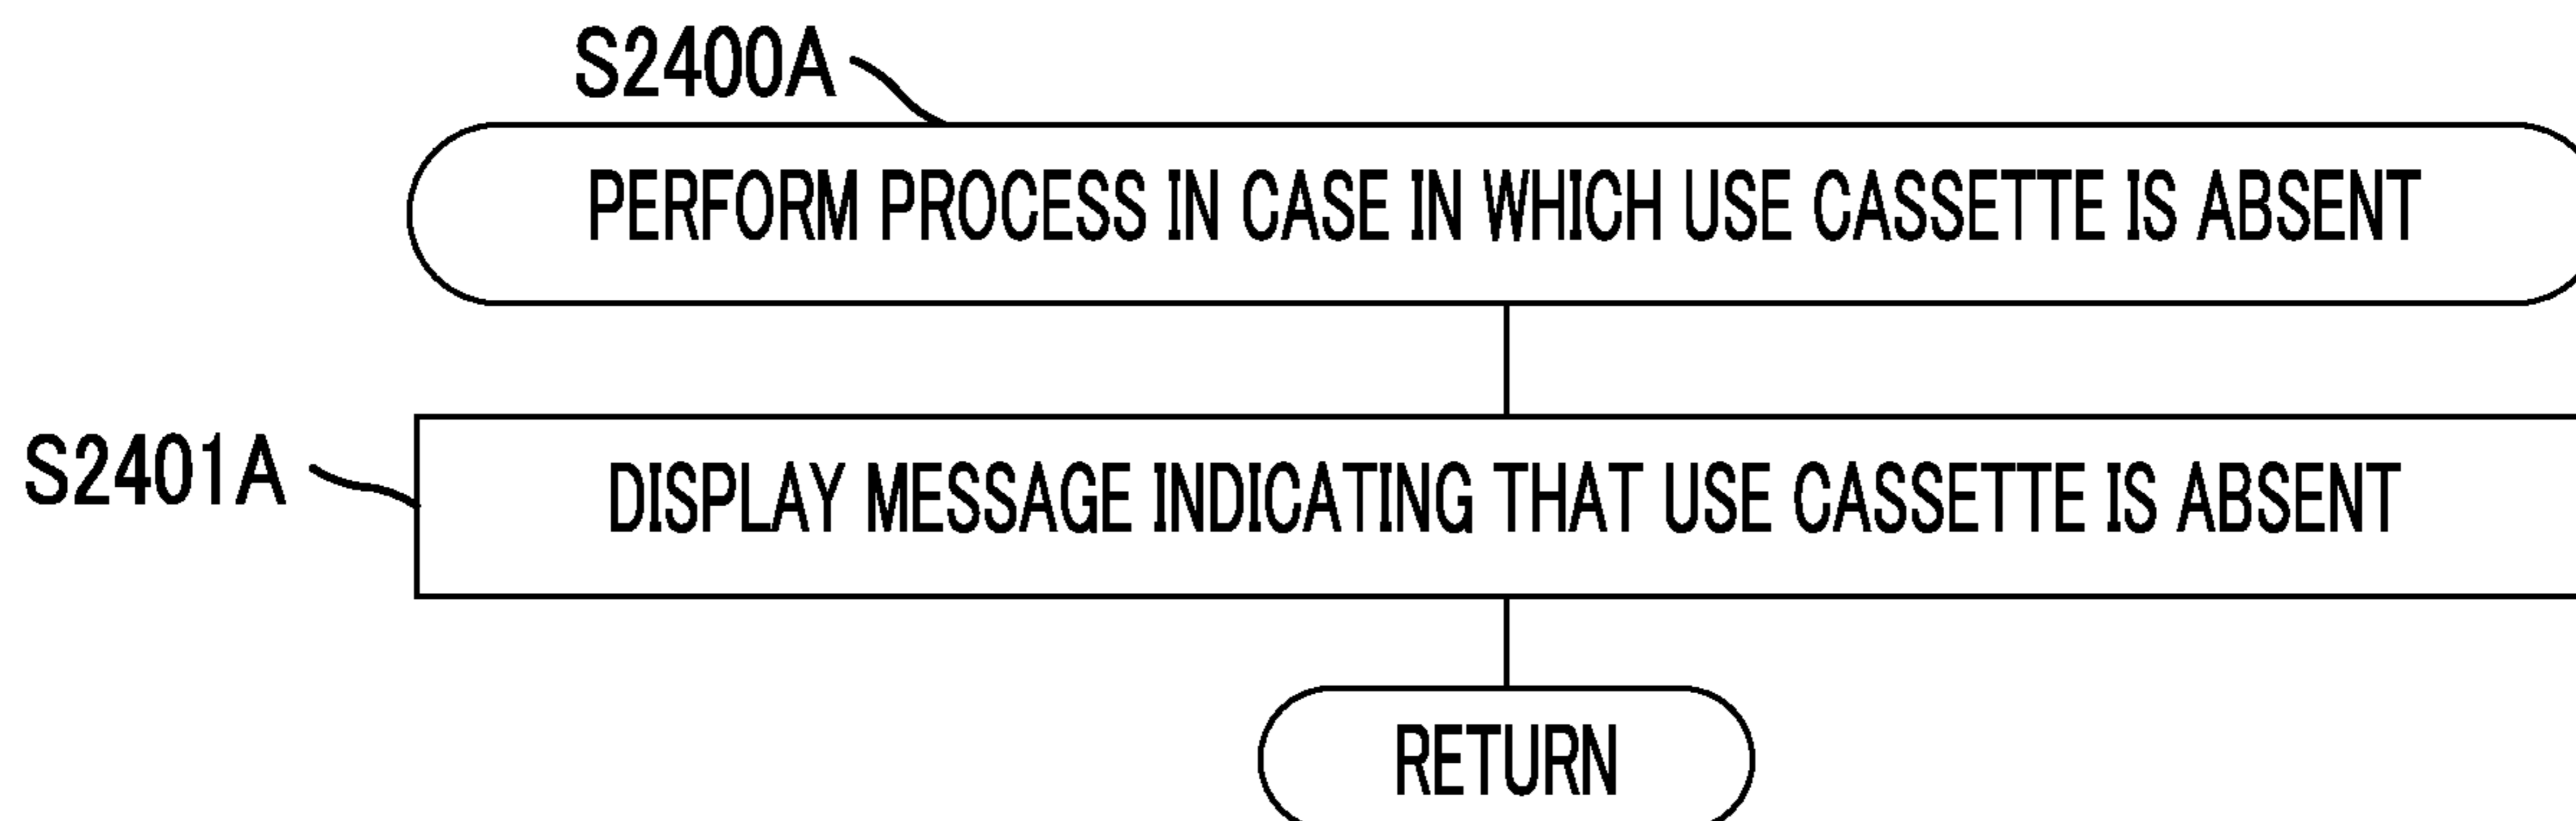 S2400A
PERFORM PROCESS IN CASE IN WHICH USE CASSETTE IS ABSENT
S2401A
DISPLAY MESSAGE INDICATING THAT USE CASSETTE IS ABSENT
RETURN